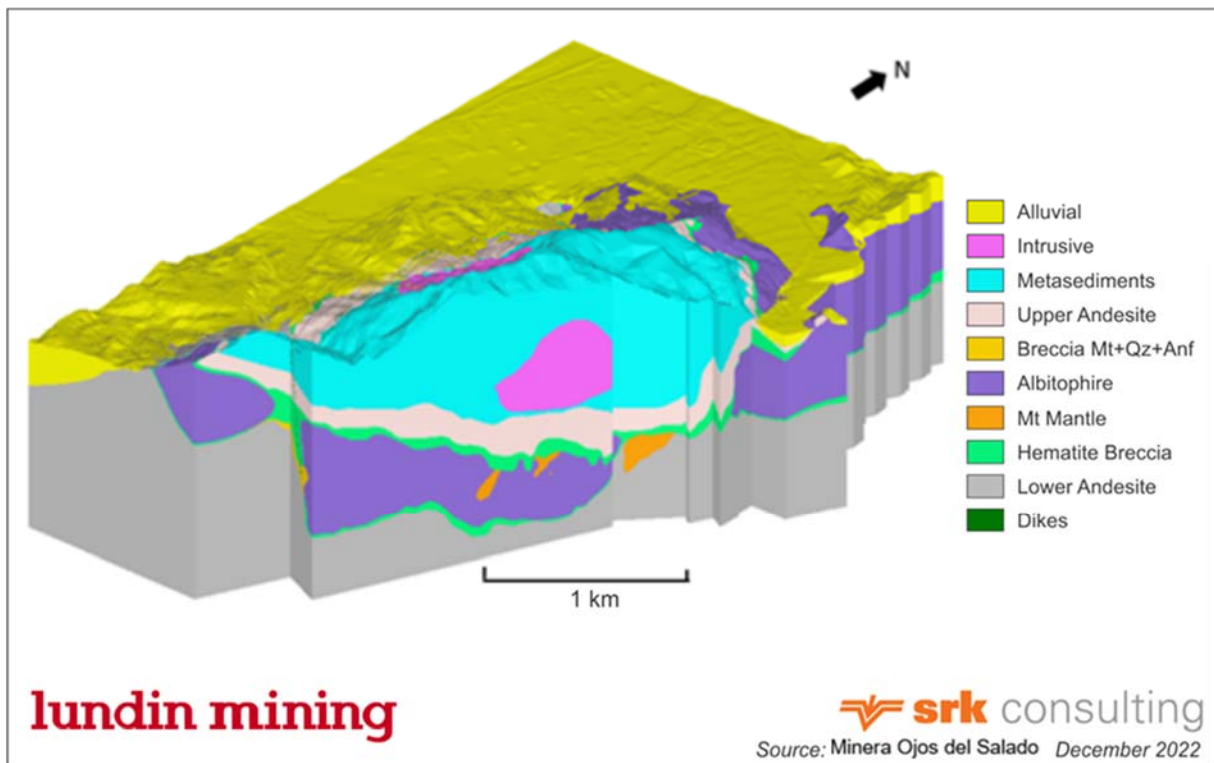 N
Alluvial
Intrusive
Metasediments
Upper Andesite
Breccia Mt+Qz+Anf
Albitophire
Mt Mantle
Hematite Breccia
Lower Andesite
Dikes
1 km
lundin mining
srk consulting
Source: Minera Ojos del Salado December 2022